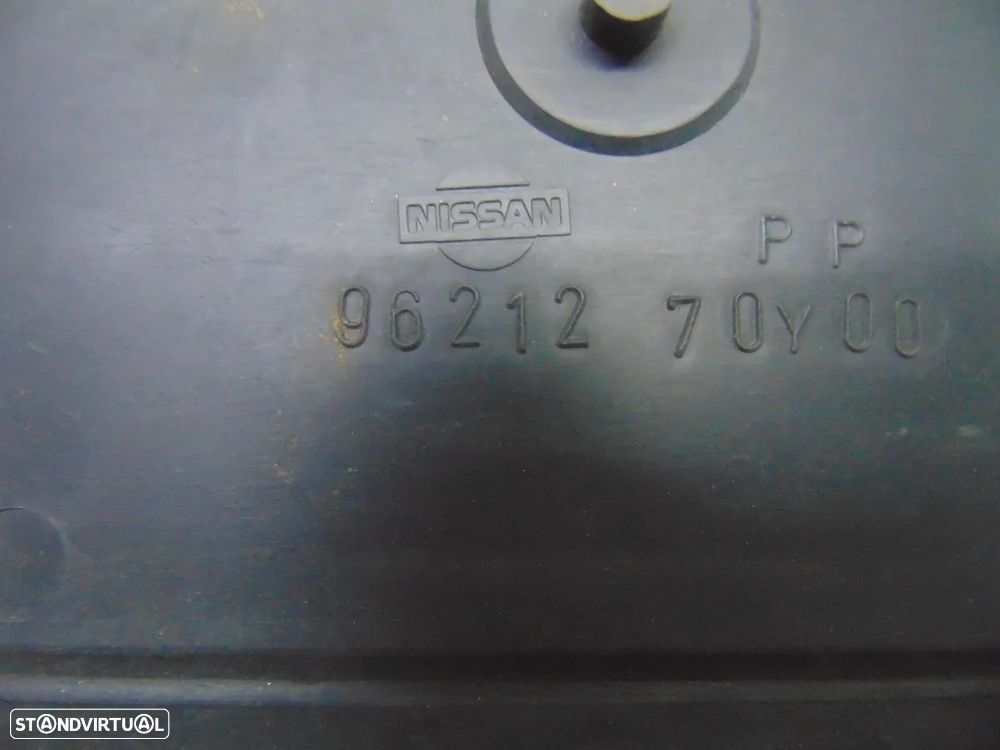 NISSAN
PP
96212 70Y00
STANDVIRTUAL